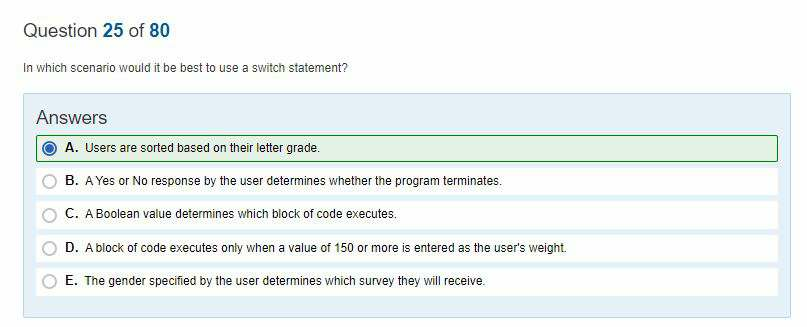 Question 25 of 80
In which scenario would it be best to use a switch statement?
Answers
A. Users are sorted based on their letter grade.
B. A Yes or No response by the user determines whether the program terminates.
C. A Boolean value determines which block of code executes.
D. A block of code executes only when a value of 150 or more is entered as the user's weight.
E. The gender specified by the user determines which survey they will receive.